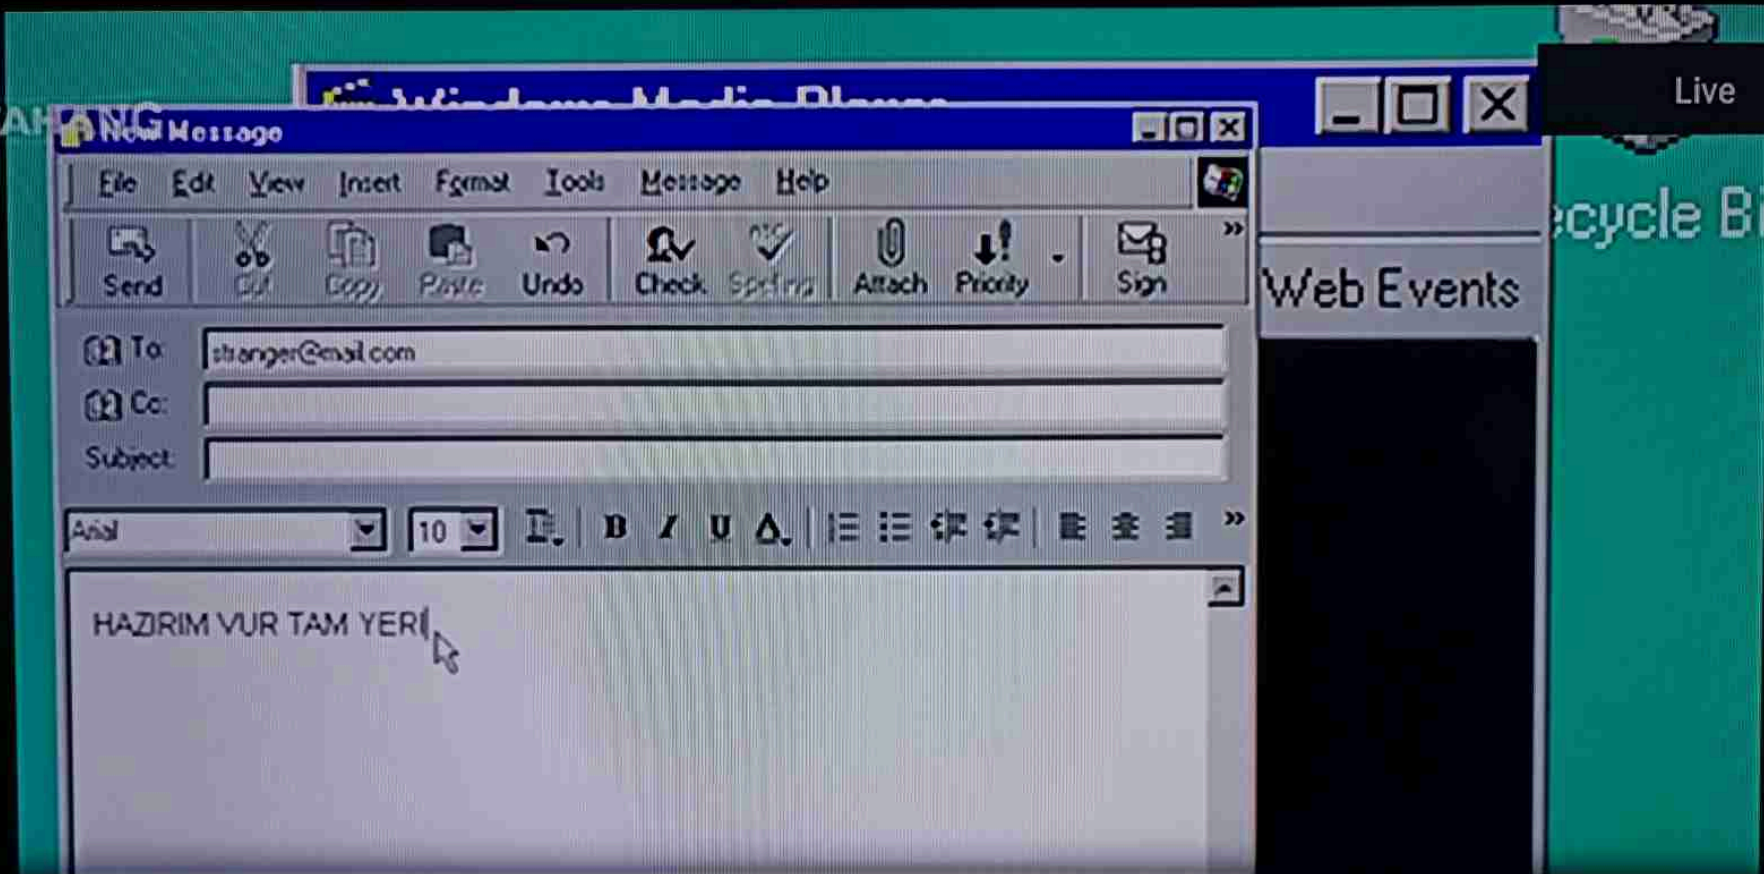 Windows Media Player
Live
New Message
File Edit View Insert Format Tools Message Help
ecycle B
Send Cut Copy Paste Undo Check Spelling Attach Priority Sign »
Web Events
To: stranger@mail.com
Cc:
Subject:
Arial 10 B I U A »
HAZIRIM VUR TAM YERİ